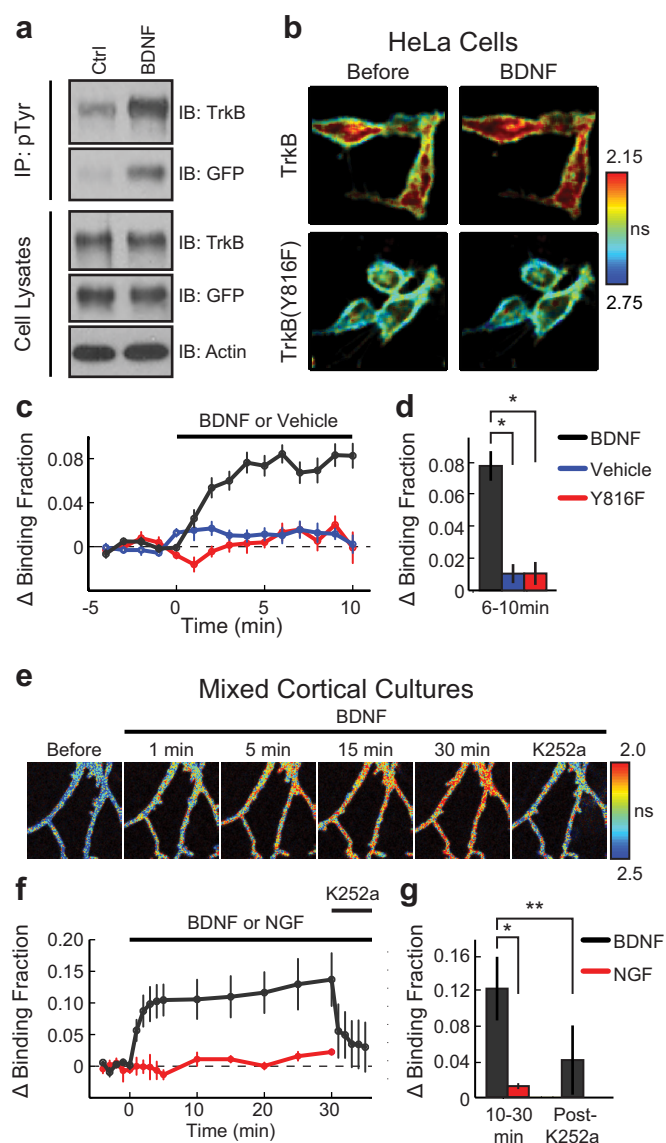 a
Ctrl
BDNF
IP: pTyr
IB: TrkB
IB: GFP
Cell Lysates
IB: TrkB
IB: GFP
IB: Actin
b
HeLa Cells
Before
BDNF
TrkB
TrkB(Y816F)
2.15
ns
2.75
c
BDNF or Vehicle
Δ Binding Fraction
0.08
0.04
0
-5
0
5
10
Time (min)
d
*
*
BDNF
Vehicle
Y816F
Δ Binding Fraction
0.08
0.06
0.04
0.02
0
6-10min
e
Mixed Cortical Cultures
BDNF
Before
1 min
5 min
15 min
30 min
K252a
2.0
ns
2.5
f
K252a
BDNF or NGF
Δ Binding Fraction
0.20
0.15
0.10
0.05
0
0
10
20
30
Time (min)
g
**
*
BDNF
NGF
Δ Binding Fraction
0.16
0.12
0.08
0.04
0
10-30
min
Post-
K252a